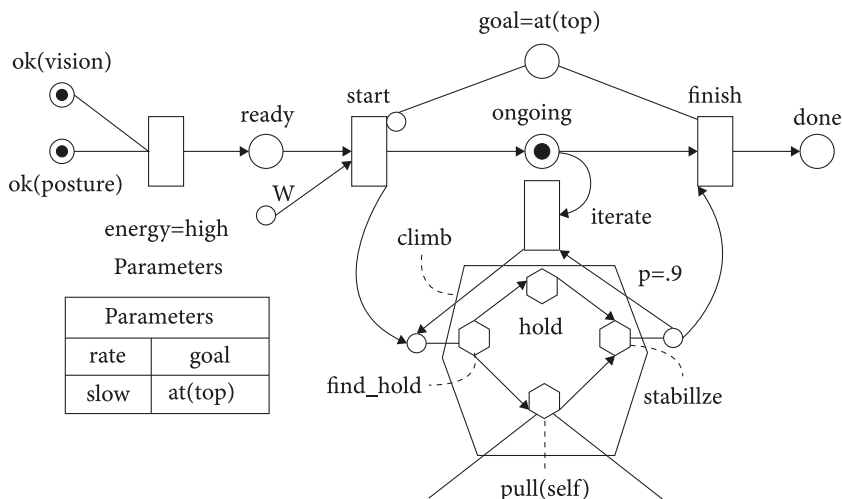 goal=at(top)
ok(vision)
start
finish
ready
ongoing
done
ok(posture)
W
iterate
energy=high
climb
Parameters
p=.9
Parameters
hold
rate goal
find_hold
slow at(top)
stabillze
pull(self)